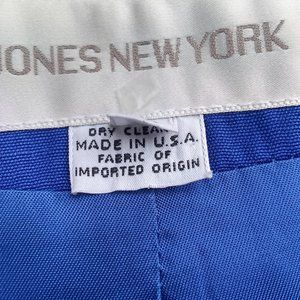 JONES NEW YORK
DRY CLEAN
MADE IN U.S.A.
FABRIC OF
IMPORTED ORIGIN